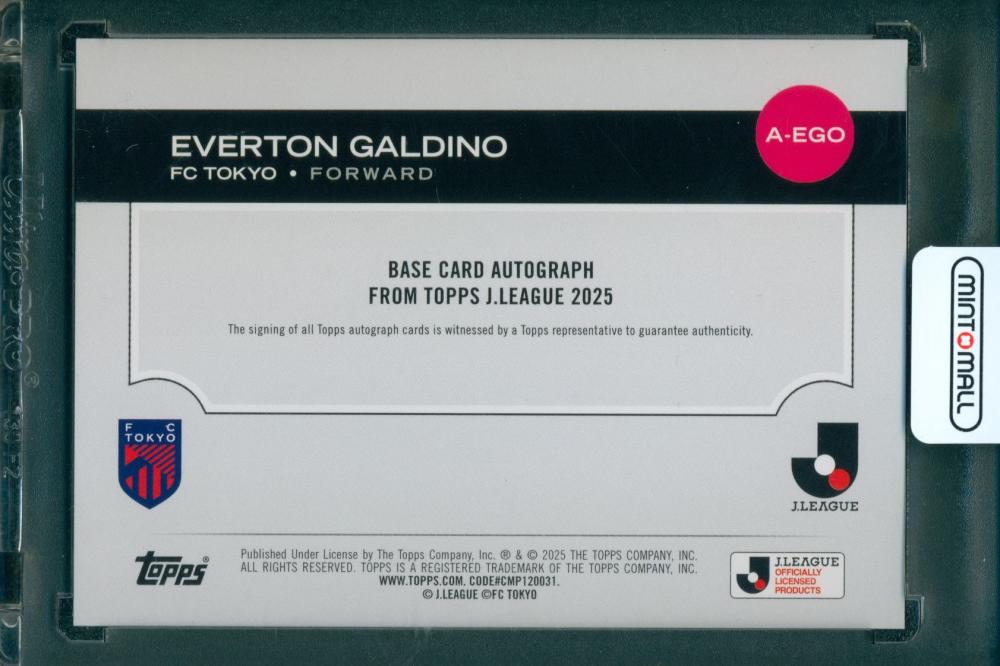 EVERTON GALDINO
FC TOKYO • FORWARD
A-EGO
BASE CARD AUTOGRAPH
FROM TOPPS J.LEAGUE 2025
The signing of all Topps autograph cards is witnessed by a Topps representative to guarantee authenticity.
MINTMALL
F C
TOKYO
J.LEAGUE
topps®
Published Under License by The Topps Company, Inc. ® & © 2025 THE TOPPS COMPANY, INC.
ALL RIGHTS RESERVED. TOPPS IS A REGISTERED TRADEMARK OF THE TOPPS COMPANY, INC.
WWW.TOPPS.COM. CODE#CMP120031.
© J.LEAGUE ©FC TOKYO
J.LEAGUE
OFFICIALLY
LICENSED
PRODUCTS